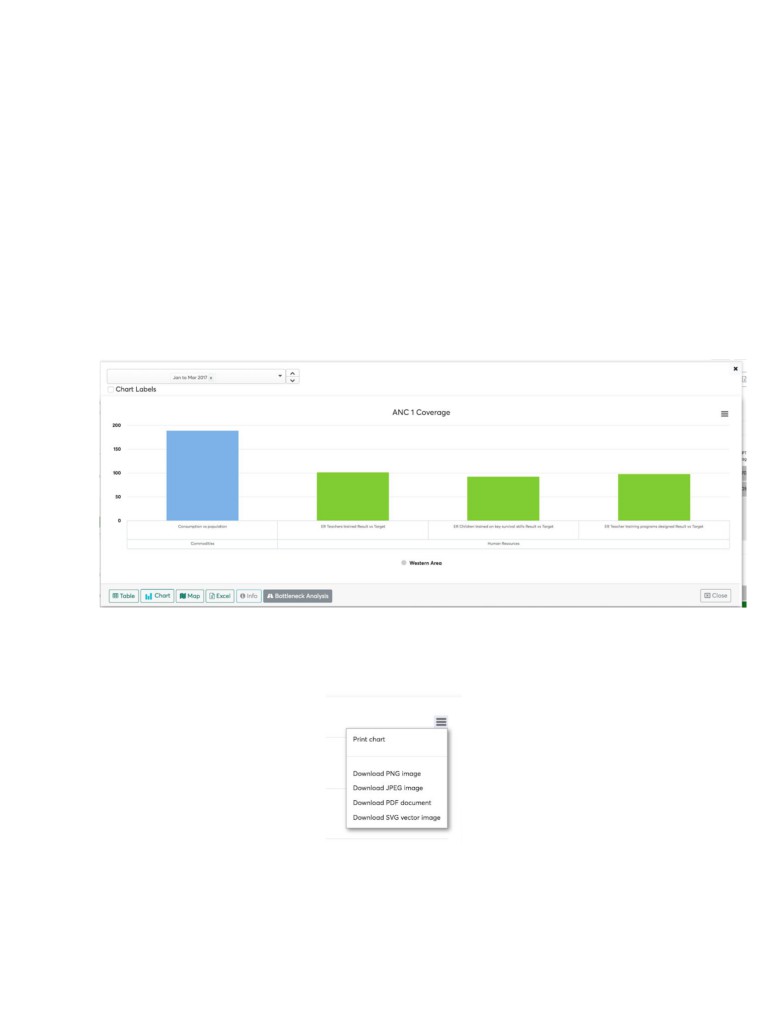 Jan to Mar 2017 x
Chart Labels
ANC 1 Coverage
200
150
100
50
0
Consumption vs population
ER Teachers trained Result vs Target
ER Children trained on key survival skills Result vs Target
ER Teacher training programs designed Result vs Target
Commodities
Human Resources
Western Area
Table
Chart
Map
Excel
Info
Bottleneck Analysis
Close
Print chart
Download PNG image
Download JPEG image
Download PDF document
Download SVG vector image